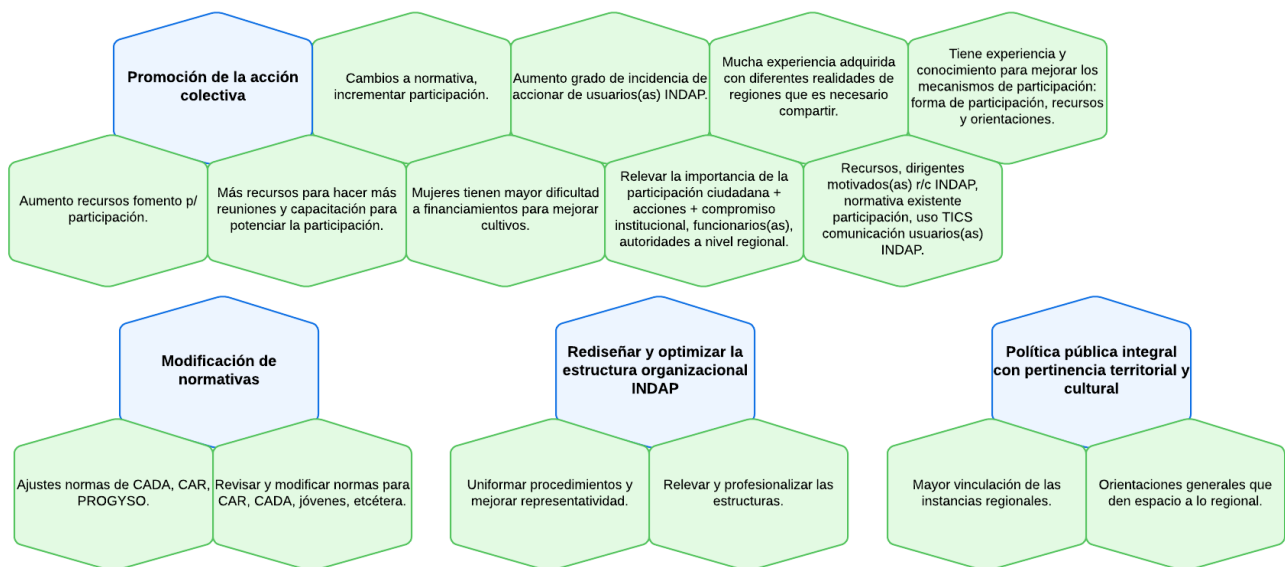 Promoción de la acción
colectiva
Cambios a normativa,
incrementar participación.
Aumento grado de incidencia de
accionar de usuarios(as) INDAP.
Mucha experiencia adquirida
con diferentes realidades de
regiones que es necesario
compartir.
Tiene experiencia y
conocimiento para mejorar los
mecanismos de participación:
forma de participación, recursos
y orientaciones.
Aumento recursos fomento p/
participación.
Más recursos para hacer más
reuniones y capacitación para
potenciar la participación.
Mujeres tienen mayor dificultad
a financiamientos para mejorar
cultivos.
Relevar la importancia de la
participación ciudadana +
acciones + compromiso
institucional, funcionarios(as),
autoridades a nivel regional.
Recursos, dirigentes
motivados(as) r/c INDAP,
normativa existente
participación, uso TICS
comunicación usuarios(as)
INDAP.
Modificación de
normativas
Ajustes normas de CADA, CAR,
PROGYSO.
Revisar y modificar normas para
CAR, CADA, jóvenes, etcétera.
Rediseñar y optimizar la
estructura organizacional
INDAP
Uniformar procedimientos y
mejorar representatividad.
Relevar y profesionalizar las
estructuras.
Política pública integral
con pertinencia territorial y
cultural
Mayor vinculación de las
instancias regionales.
Orientaciones generales que
den espacio a lo regional.